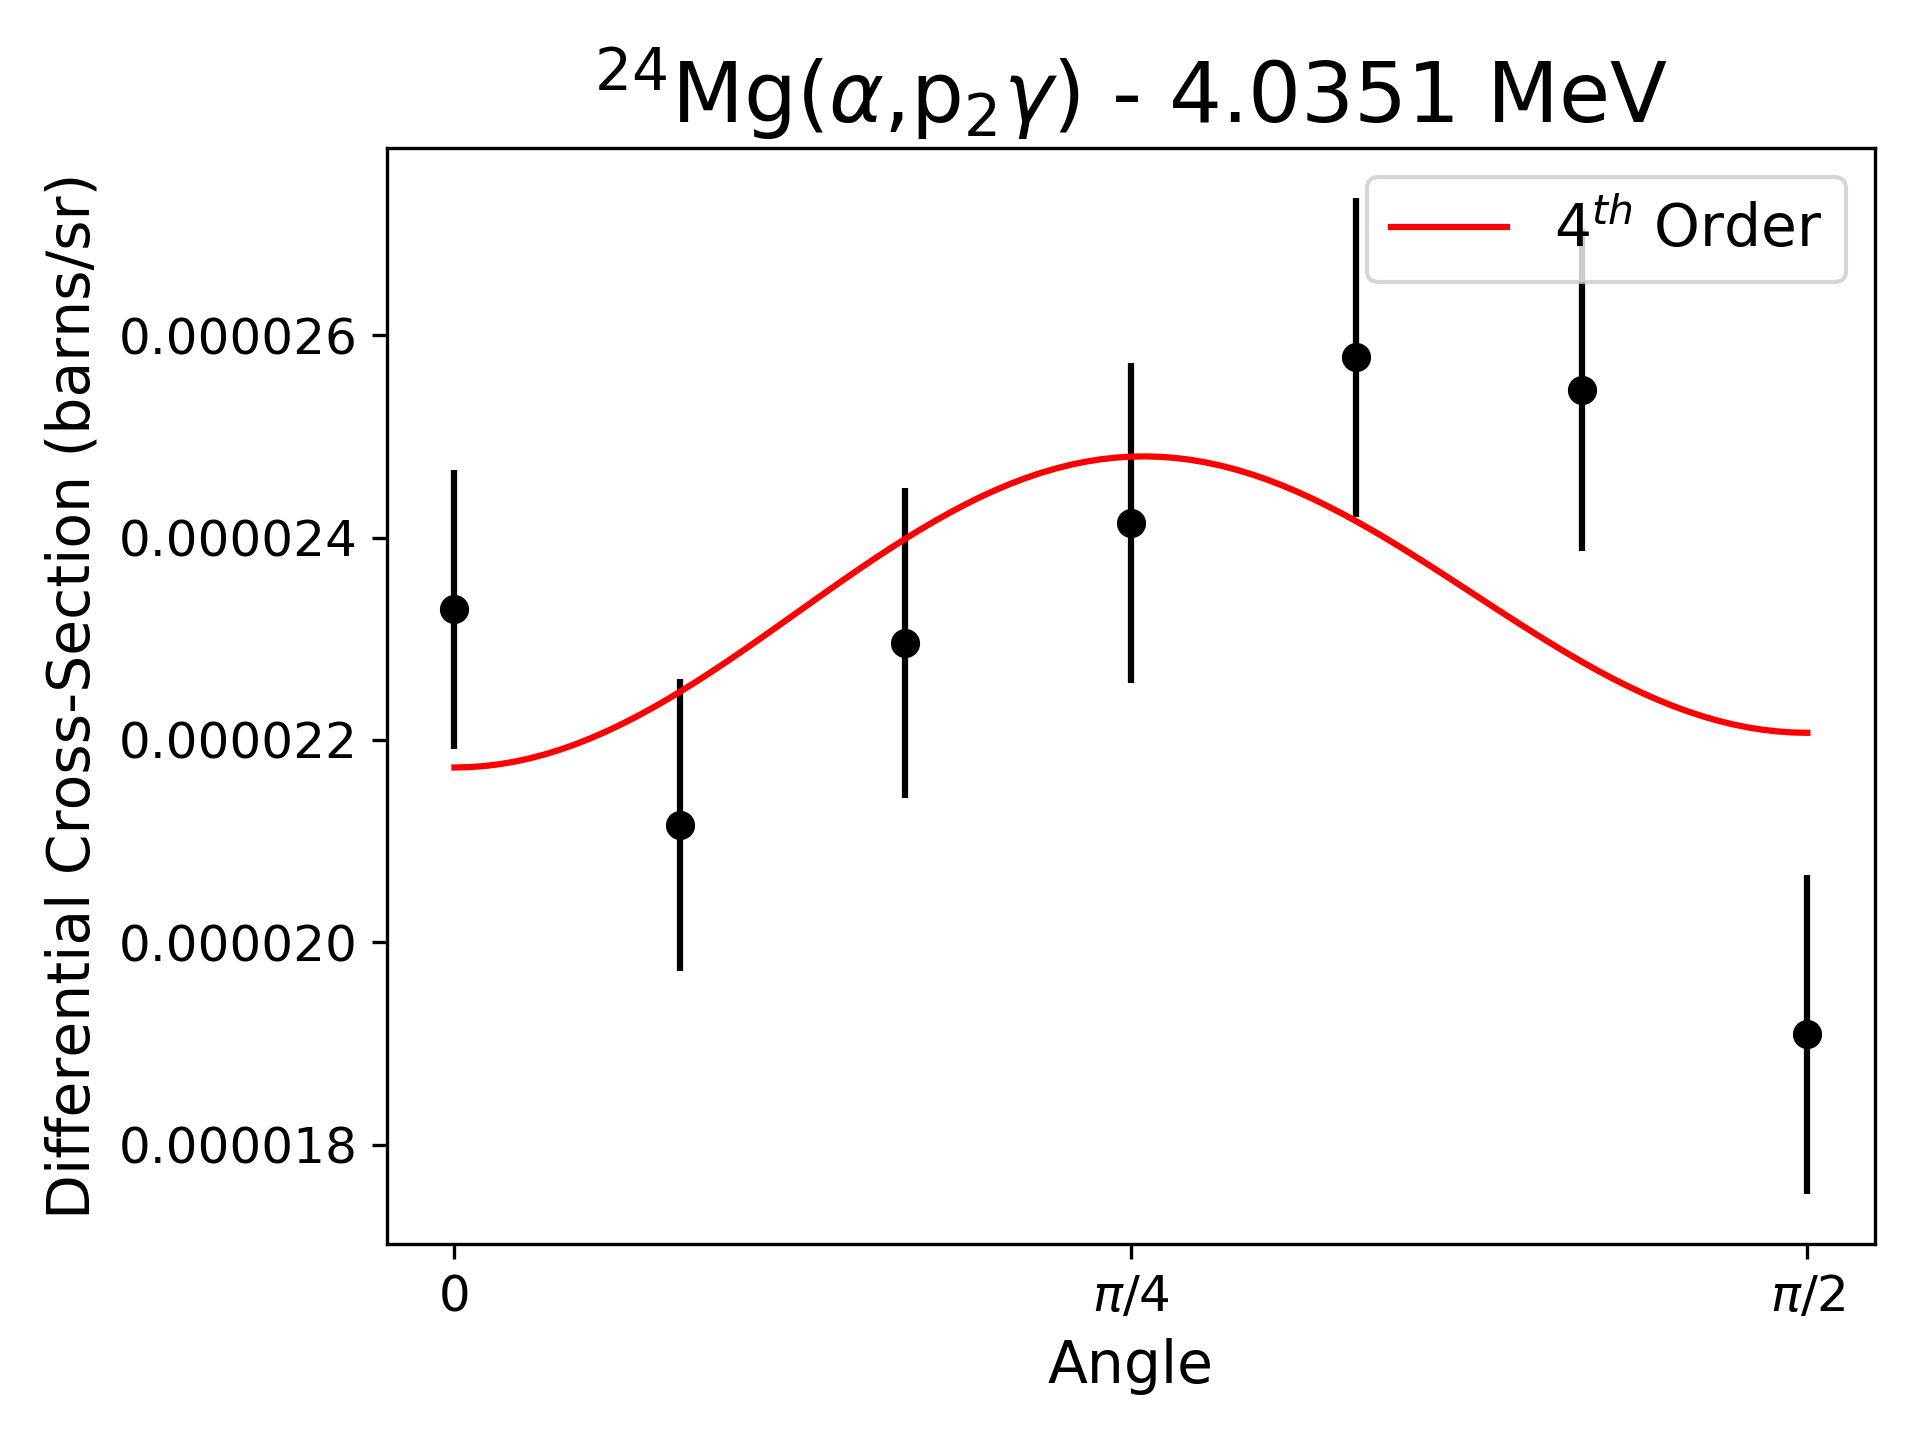 ²⁴Mg(α,p₂γ) - 4.0351 MeV
4ᵗʰ Order
Differential Cross-Section (barns/sr)
0.000026
0.000024
0.000022
0.000020
0.000018
0
π/4
π/2
Angle